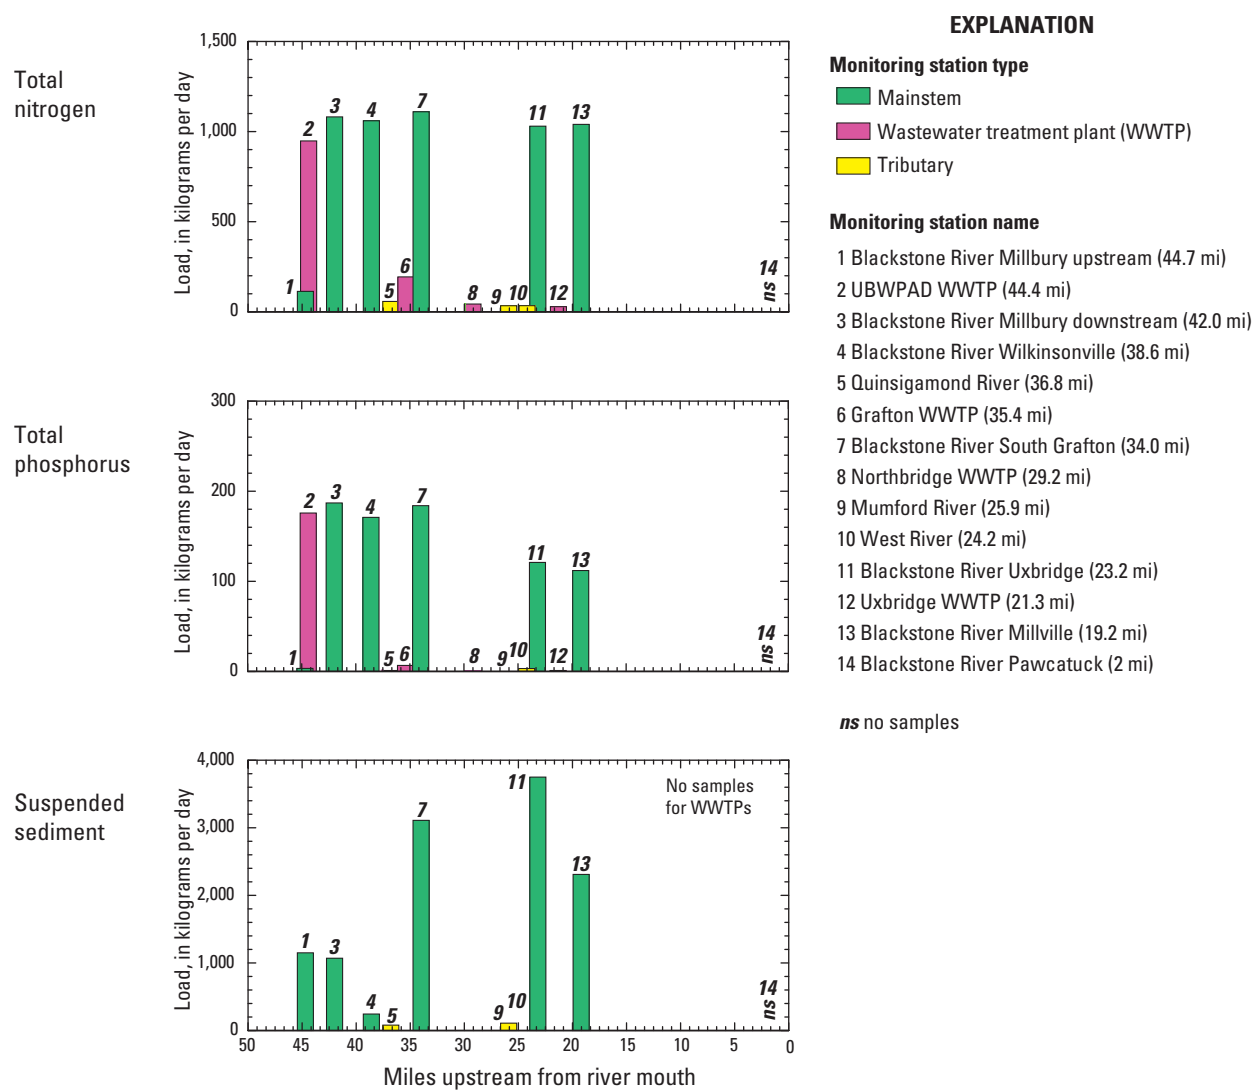 Total
nitrogen
Load, in kilograms per day
1,500
1,000
500
0
1
2
3
4
5
6
7
8
9
10
11
12
13
14
ns
Total
phosphorus
Load, in kilograms per day
300
200
100
0
1
2
3
4
5
6
7
8
9
10
11
12
13
14
ns
Suspended
sediment
Load, in kilograms per day
4,000
3,000
2,000
1,000
0
1
3
4
5
7
9
10
11
13
14
ns
No samples
for WWTPs
50 45 40 35 30 25 20 15 10 5 0
Miles upstream from river mouth
EXPLANATION
Monitoring station type
Mainstem
Wastewater treatment plant (WWTP)
Tributary
Monitoring station name
1 Blackstone River Millbury upstream (44.7 mi)
2 UBWPAD WWTP (44.4 mi)
3 Blackstone River Millbury downstream (42.0 mi)
4 Blackstone River Wilkinsonville (38.6 mi)
5 Quinsigamond River (36.8 mi)
6 Grafton WWTP (35.4 mi)
7 Blackstone River South Grafton (34.0 mi)
8 Northbridge WWTP (29.2 mi)
9 Mumford River (25.9 mi)
10 West River (24.2 mi)
11 Blackstone River Uxbridge (23.2 mi)
12 Uxbridge WWTP (21.3 mi)
13 Blackstone River Millville (19.2 mi)
14 Blackstone River Pawcatuck (2 mi)
ns no samples